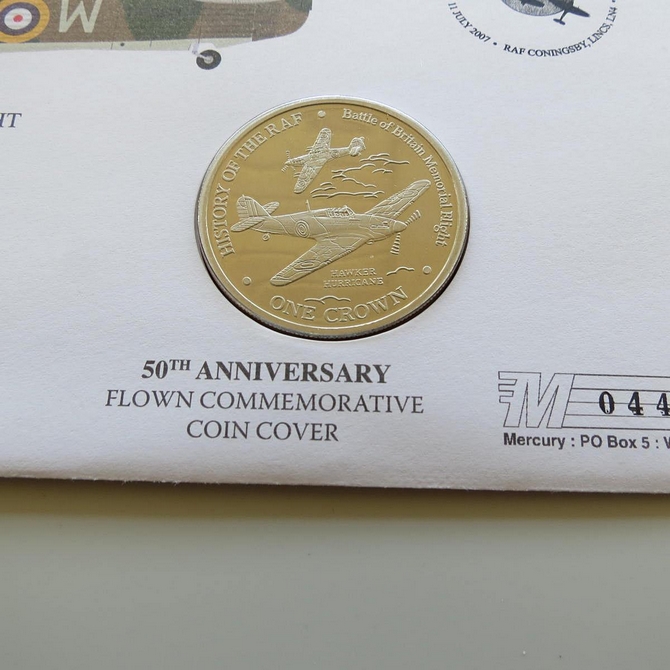 W
11 JULY 2007 • RAF CONINGSBY, LINCS, LN4 •
HISTORY OF THE RAF • Battle of Britain Memorial Flight
HAWKER
HURRICANE
ONE CROWN
50TH ANNIVERSARY
FLOWN COMMEMORATIVE
COIN COVER
M 044
Mercury : PO Box 5 :